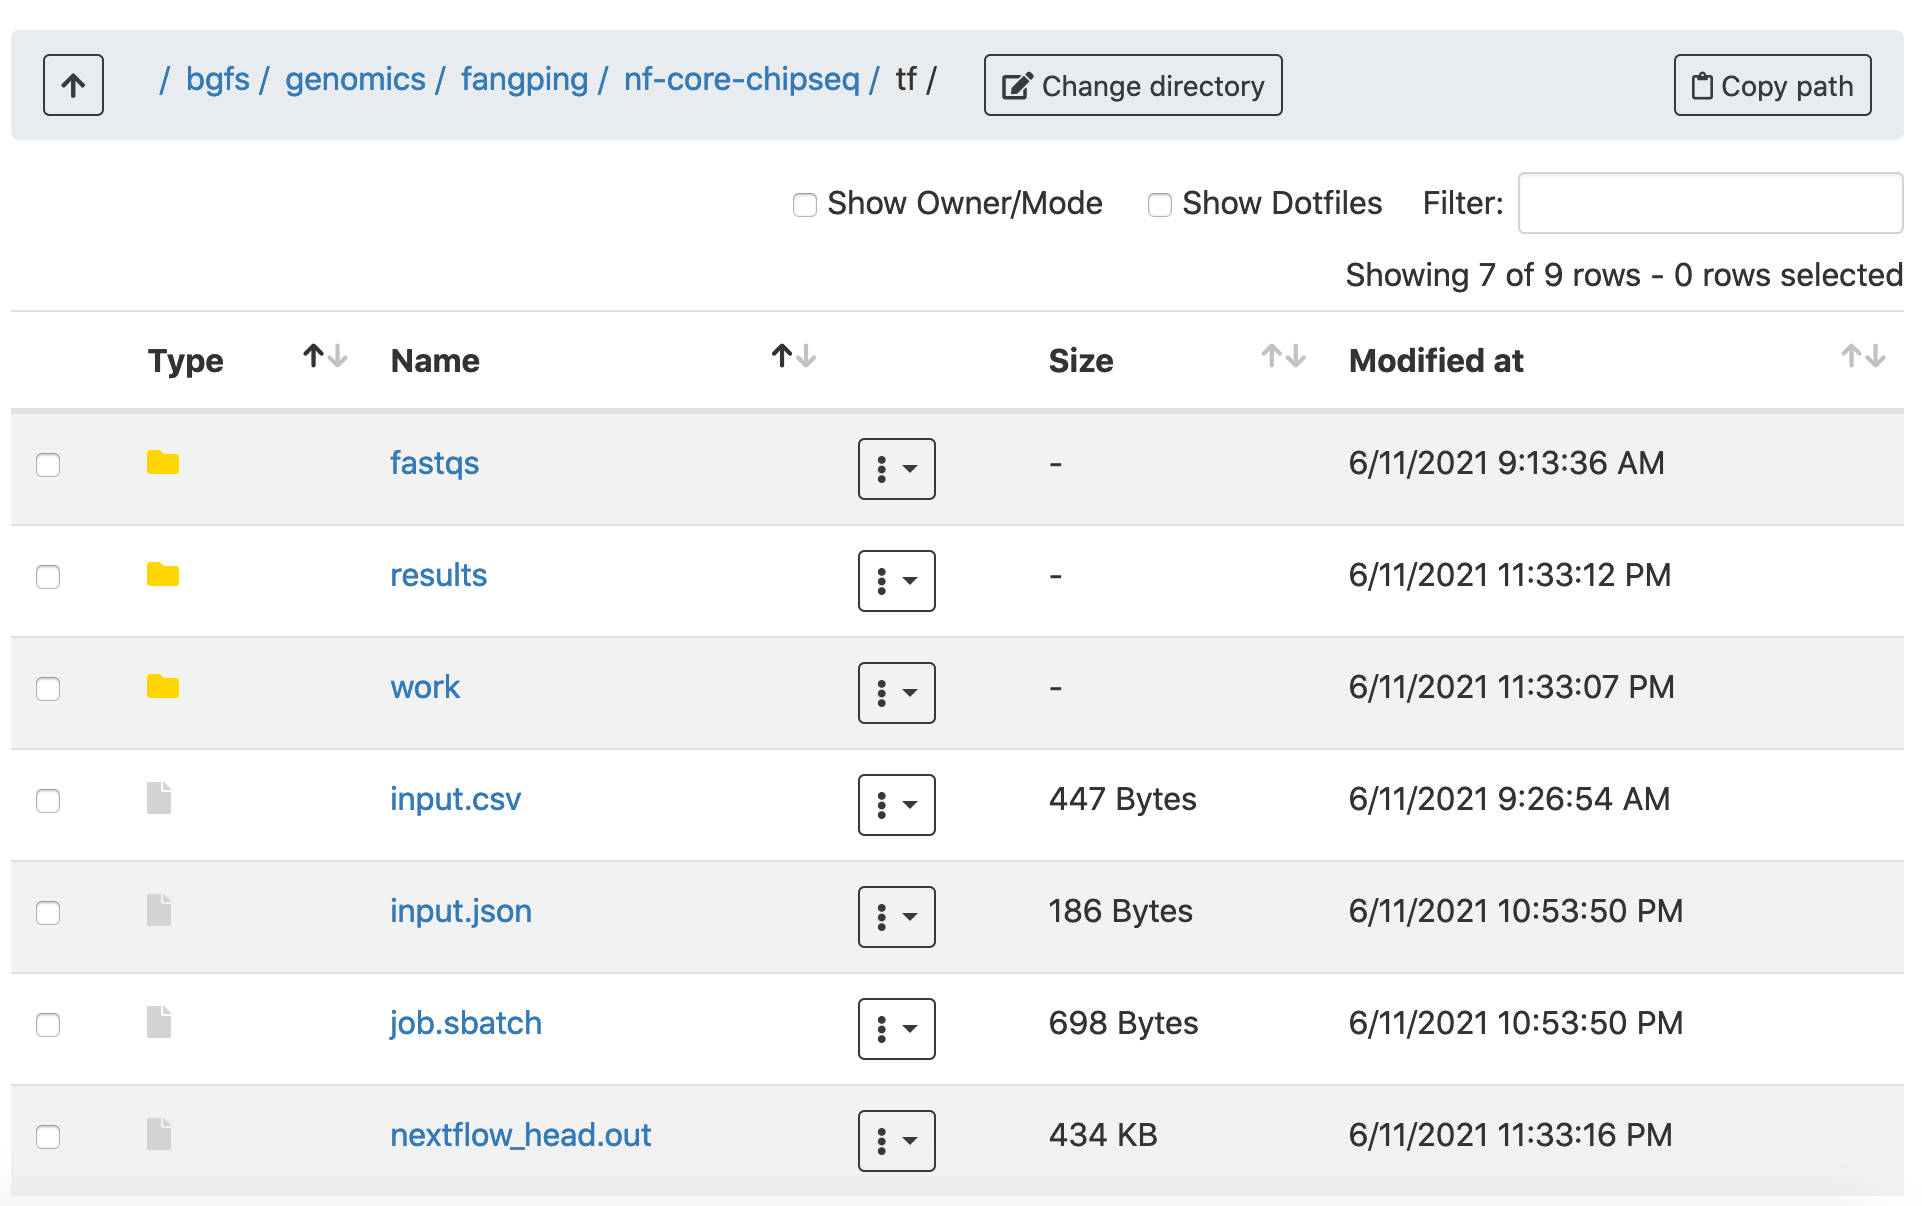 / bgfs / genomics / fangping / nf-core-chipseq / tf / Change directory Copy path
Show Owner/Mode Show Dotfiles Filter:
Showing 7 of 9 rows - 0 rows selected
Type Name Size Modified at
fastqs - 6/11/2021 9:13:36 AM
results - 6/11/2021 11:33:12 PM
work - 6/11/2021 11:33:07 PM
input.csv 447 Bytes 6/11/2021 9:26:54 AM
input.json 186 Bytes 6/11/2021 10:53:50 PM
job.sbatch 698 Bytes 6/11/2021 10:53:50 PM
nextflow_head.out 434 KB 6/11/2021 11:33:16 PM